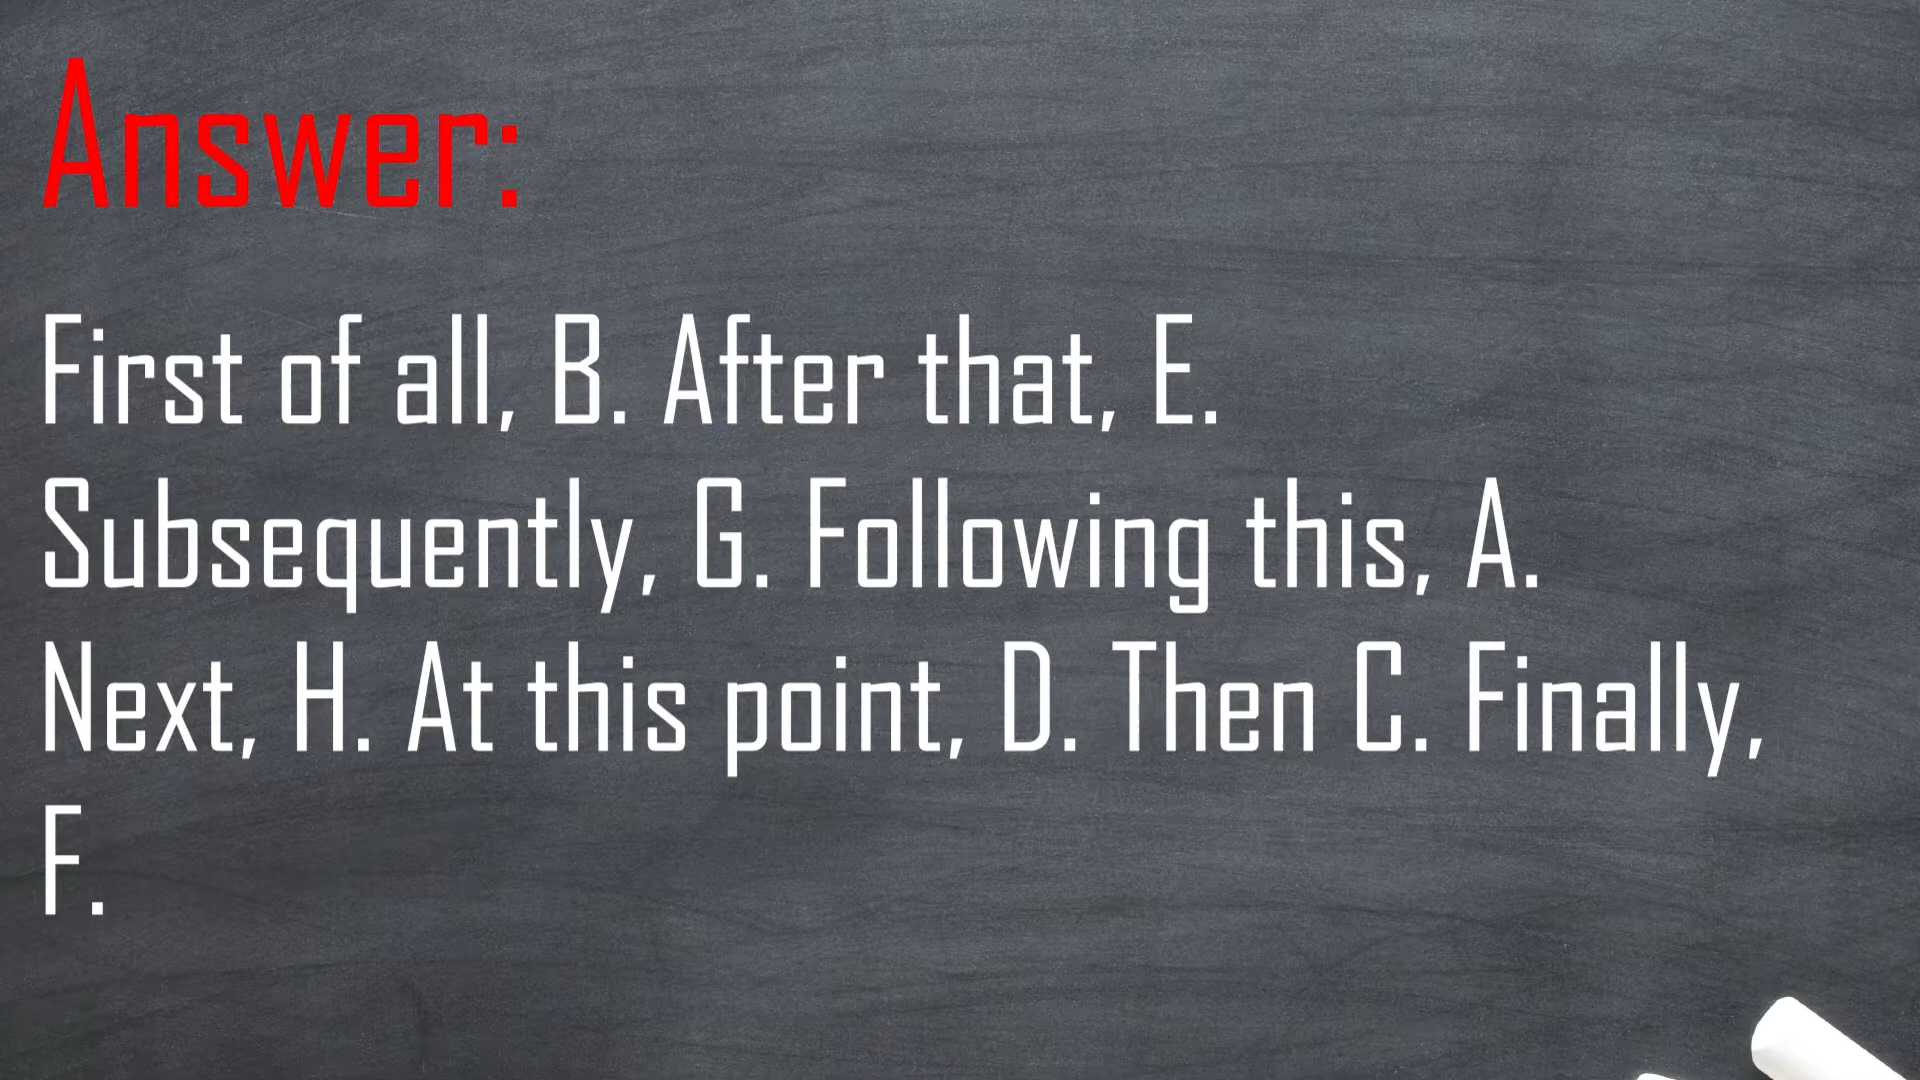 Answer:
First of all, B. After that, E.
Subsequently, G. Following this, A.
Next, H. At this point, D. Then C. Finally,
F.